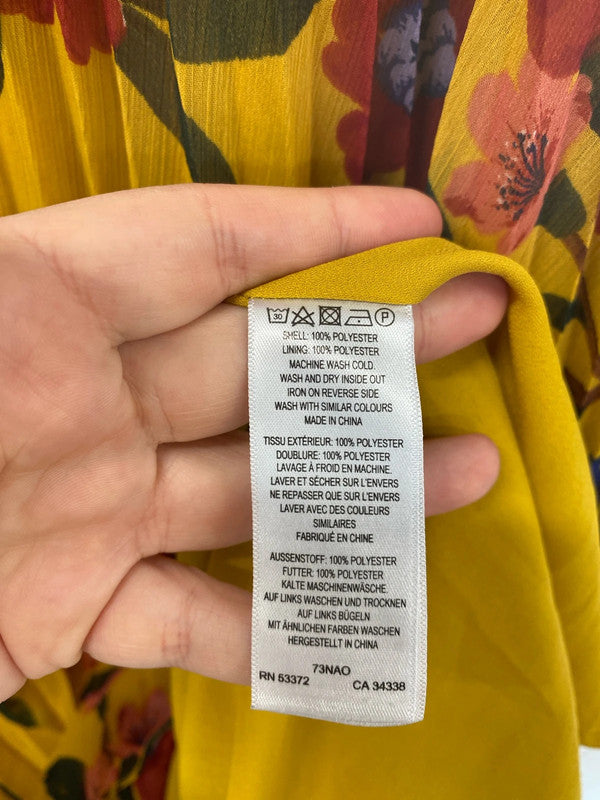 30 P
SHELL: 100% POLYESTER
LINING: 100% POLYESTER
MACHINE WASH COLD.
WASH AND DRY INSIDE OUT
IRON ON REVERSE SIDE
WASH WITH SIMILAR COLOURS
MADE IN CHINA
TISSU EXTÉRIEUR: 100% POLYESTER
DOUBLURE: 100% POLYESTER
LAVAGE À FROID EN MACHINE.
LAVER ET SÉCHER SUR L'ENVERS
NE REPASSER QUE SUR L'ENVERS
LAVER AVEC DES COULEURS
SIMILAIRES
FABRIQUÉ EN CHINE
AUSSENSTOFF: 100% POLYESTER
FUTTER: 100% POLYESTER
KALTE MASCHINENWÄSCHE.
AUF LINKS WASCHEN UND TROCKNEN
AUF LINKS BÜGELN
MIT ÄHNLICHEN FARBEN WASCHEN
HERGESTELLT IN CHINA
73NAO
RN 53372 CA 34338